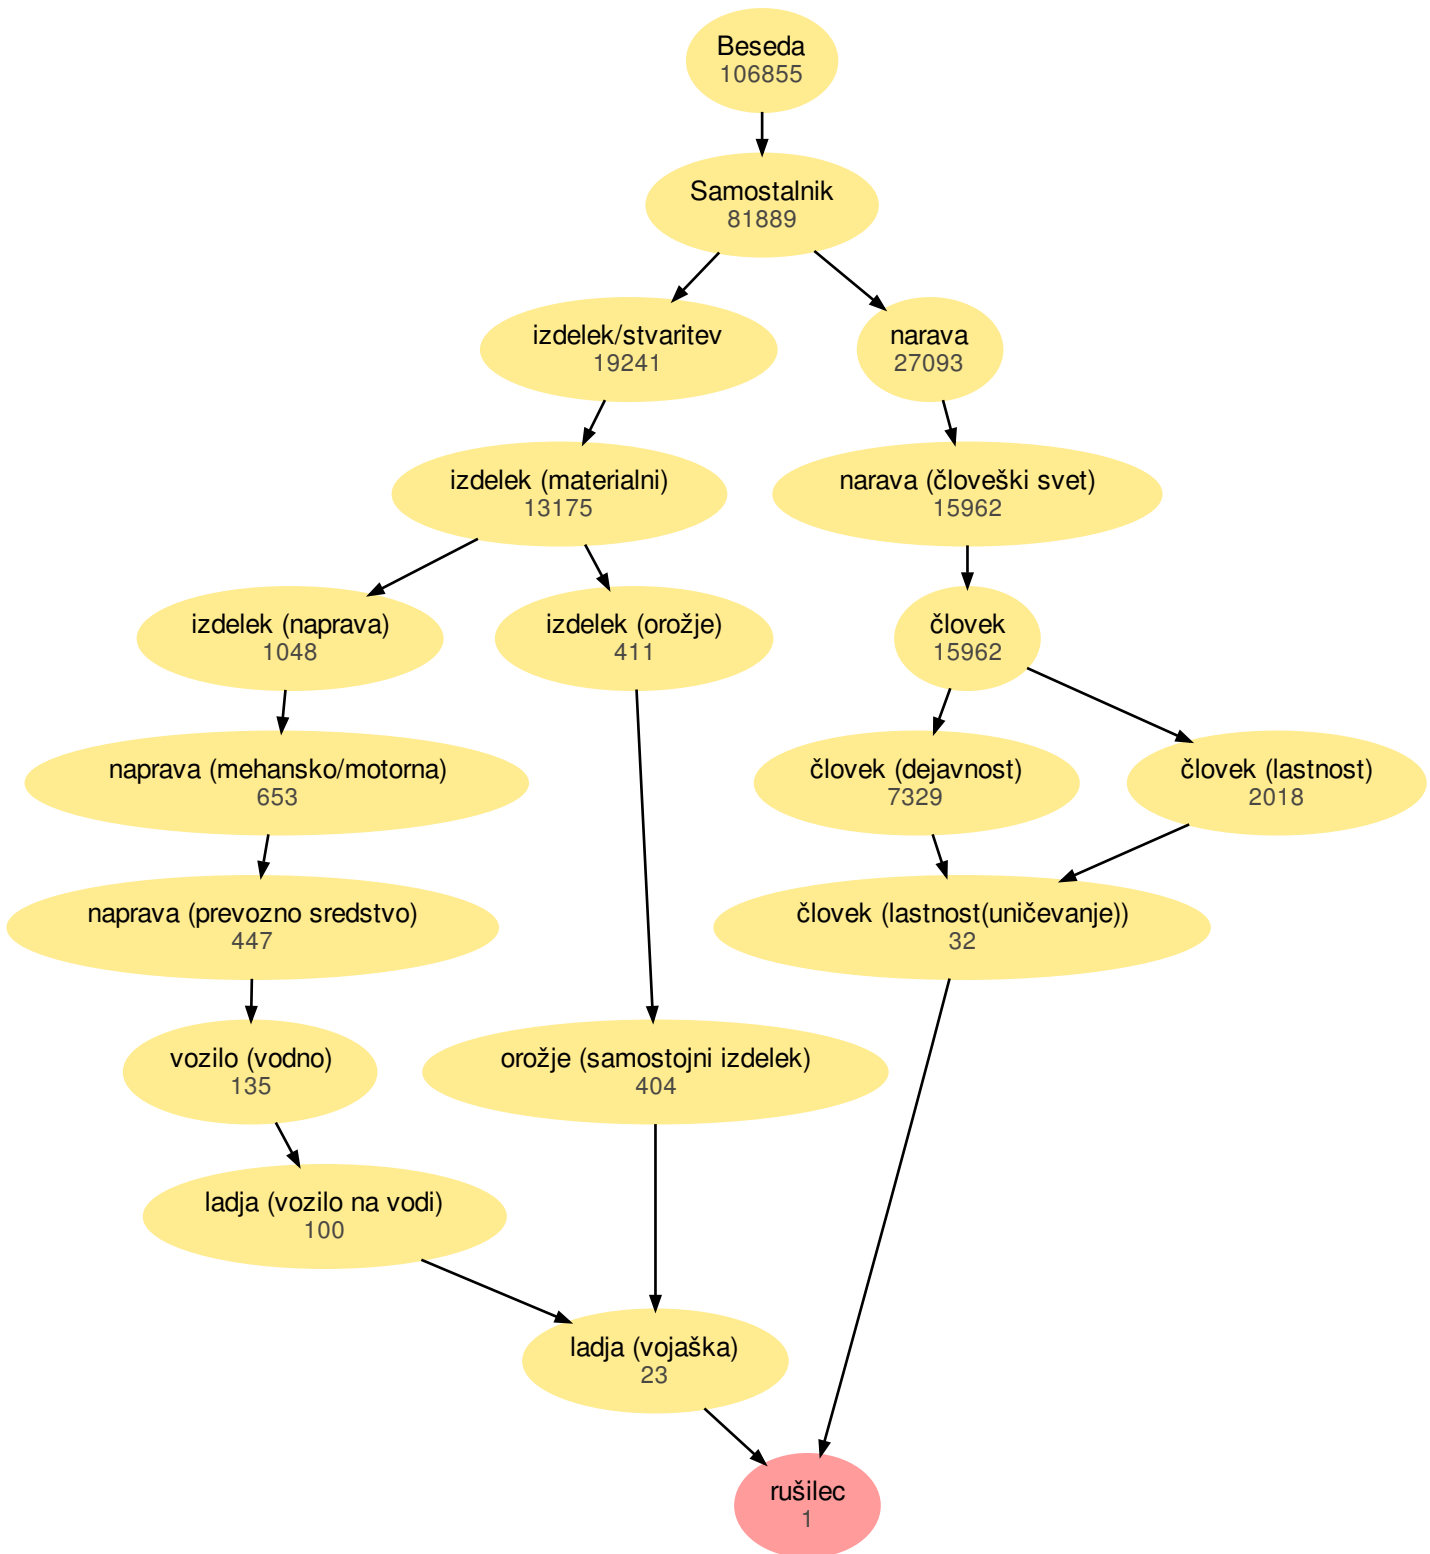 Beseda
106855
Samostalnik
81889
izdelek/stvaritev
19241
narava
27093
izdelek (materialni)
13175
narava (človeški svet)
15962
izdelek (naprava)
1048
izdelek (orožje)
411
človek
15962
naprava (mehansko/motorna)
653
človek (dejavnost)
7329
človek (lastnost)
2018
naprava (prevozno sredstvo)
447
človek (lastnost(uničevanje))
32
vozilo (vodno)
135
orožje (samostojni izdelek)
404
ladja (vozilo na vodi)
100
ladja (vojaška)
23
rušilec
1